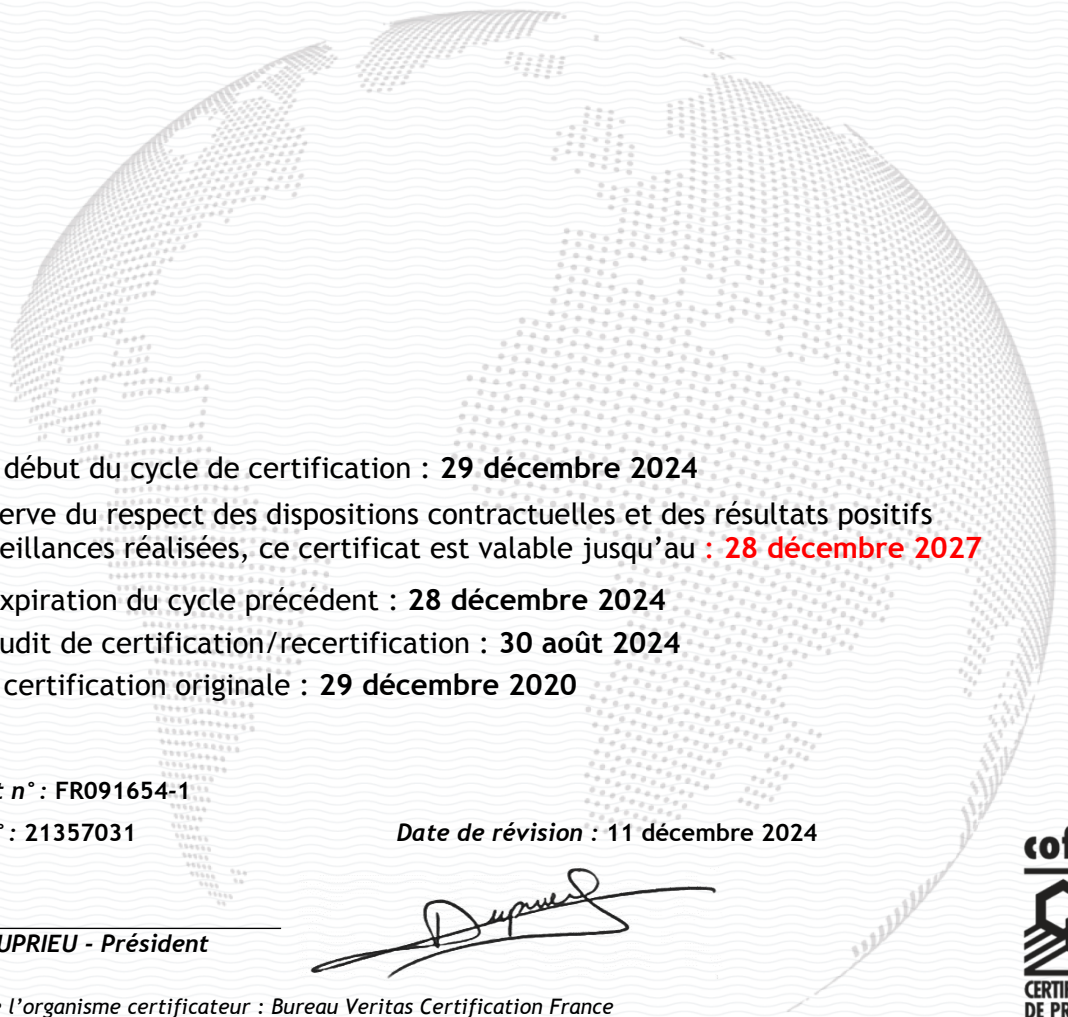 début du cycle de certification : 29 décembre 2024
erve du respect des dispositions contractuelles et des résultats positifs
eillances réalisées, ce certificat est valable jusqu’au : 28 décembre 2027
xpiration du cycle précédent : 28 décembre 2024
udit de certification/recertification : 30 août 2024
certification originale : 29 décembre 2020
t n° : FR091654-1
° : 21357031 Date de révision : 11 décembre 2024
Duprieu
UPRIEU - Président
e l’organisme certificateur : Bureau Veritas Certification France
cof
CERTIF
DE PR